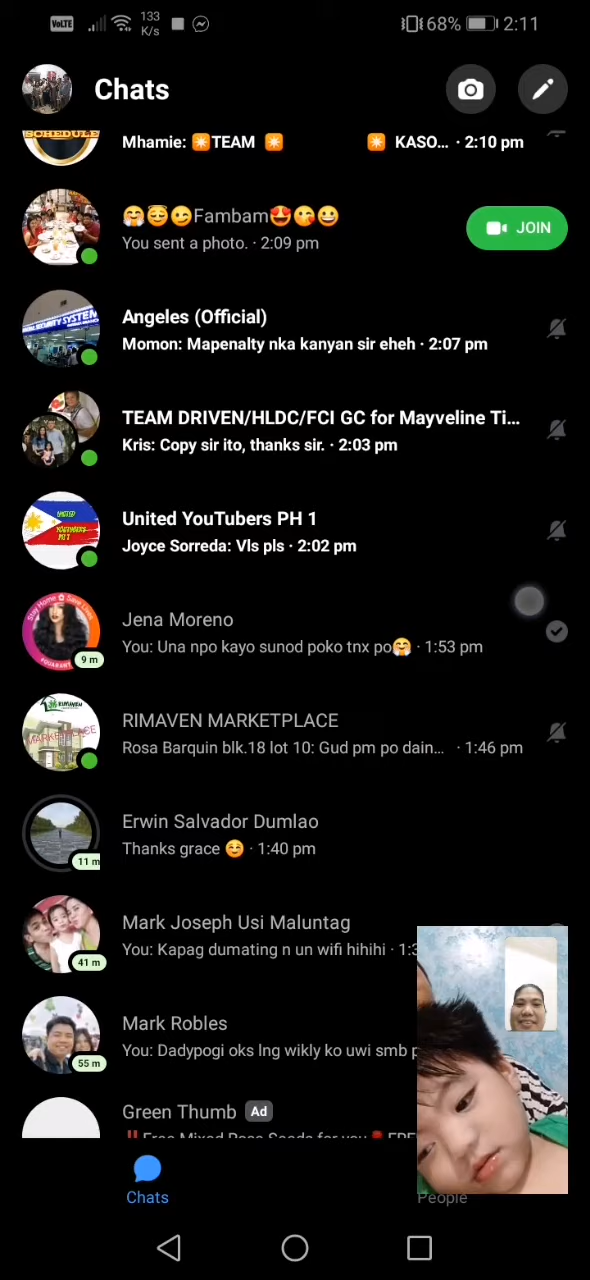 VoLTE 133 K/s 68% 2:11
Chats
SCHEDULE
Mhamie: TEAM KASO... · 2:10 pm
🤗😇😉Fambam🤩😘😀
You sent a photo. · 2:09 pm
JOIN
Angeles (Official)
Momon: Mapenalty nka kanyan sir eheh · 2:07 pm
TEAM DRIVEN/HLDC/FCI GC for Mayveline Ti...
Kris: Copy sir ito, thanks sir. · 2:03 pm
United YouTubers PH 1
Joyce Sorreda: Vls pls · 2:02 pm
Jena Moreno
You: Una npo kayo sunod poko tnx po🤗 · 1:53 pm
9 m
RIMAVEN MARKETPLACE
Rosa Barquin blk.18 lot 10: Gud pm po dain... · 1:46 pm
Erwin Salvador Dumlao
Thanks grace ☺️ · 1:40 pm
11 m
Mark Joseph Usi Maluntag
You: Kapag dumating n un wifi hihihi · 1:3
41 m
Mark Robles
You: Dadypogi oks lng wikly ko uwi smb p
55 m
Green Thumb Ad
Chats
People